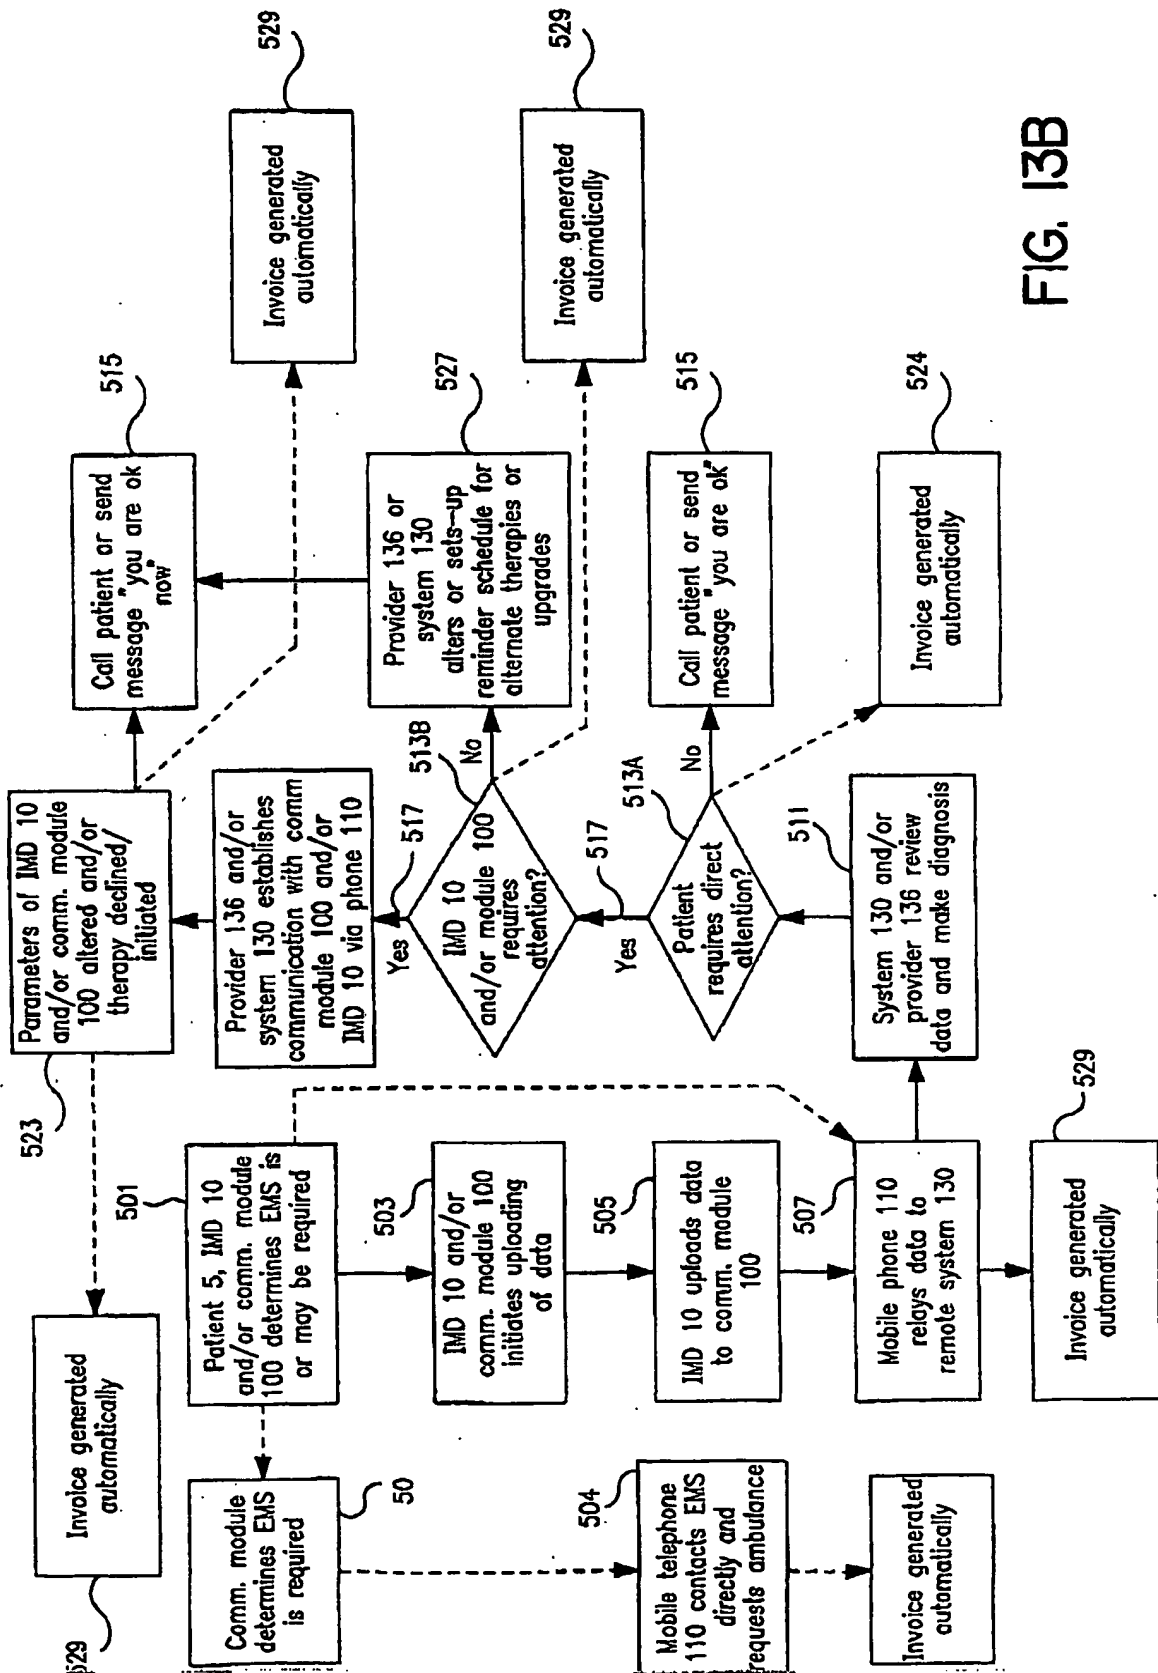 Invoice generated
automatically
529
Comm. module
determines EMS
is required
50
Mobile telephone
110 contacts EMS
directly and
requests ambulance
504
Invoice generated
automatically
Patient 5, IMD 10
and/or comm. module
100 determines EMS is
or may be required
501
IMD 10 and/or
comm. module 100
initiates uploading
of data
503
IMD 10 uploads data
to comm. module
100
505
Mobile phone 110
relays data to
remote system 130
507
Invoice generated
automatically
529
Parameters of IMD 10
and/or comm. module
100 altered and/or
therapy declined/
initiated
523
Provider 136 and/or
system 130 establishes
communication with comm
module 100 and/or
IMD 10 via phone 110
Yes
517
IMD 10
and/or module 100
requires
attention?
513B
No
Yes
517
Patient
requires direct
attention?
513A
No
System 130 and/or
provider 136 review
data and make diagnosis
511
Call patient or send
message "you are ok
now"
515
Provider 136 or
system 130
alters or sets-up
reminder schedule for
alternate therapies or
upgrades
527
Call patient or send
message "you are ok"
515
Invoice generated
automatically
524
Invoice generated
automatically
529
Invoice generated
automatically
529
FIG. 13B